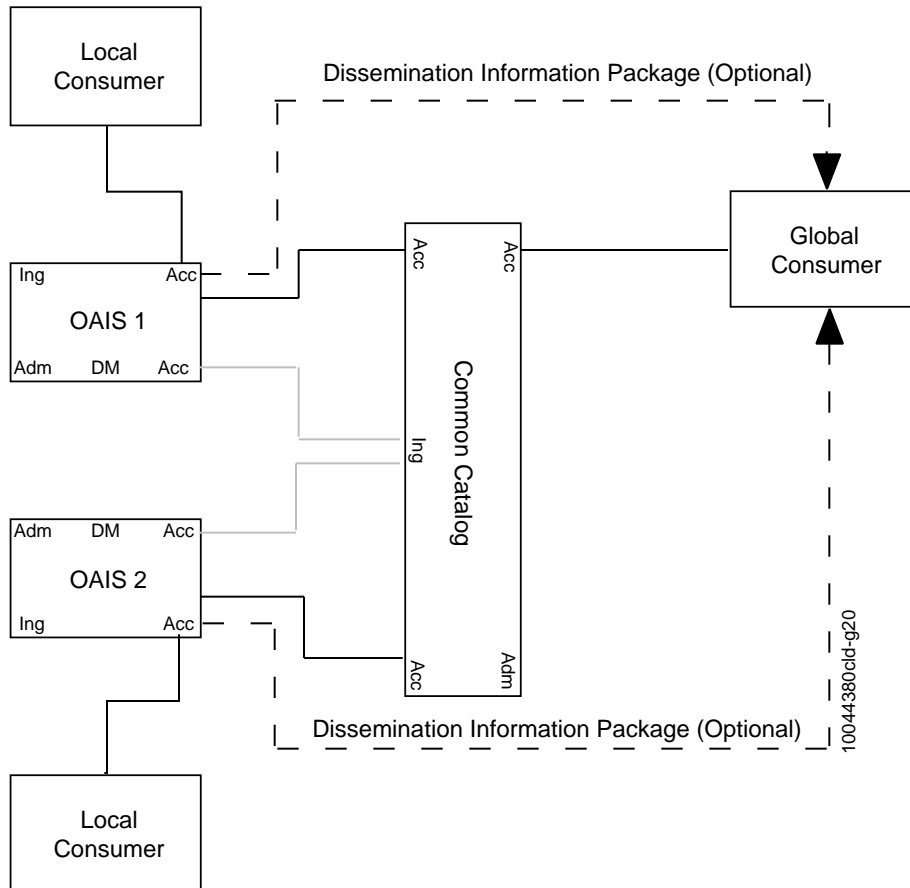 Local
Consumer
Dissemination Information Package (Optional)
Global
Consumer
Ing Acc
OAIS 1
Adm DM Acc
Acc Acc
Ing
Common Catalog
Acc Adm
Adm DM Acc
OAIS 2
Ing Acc
Dissemination Information Package (Optional)
10044380cld-g20
Local
Consumer